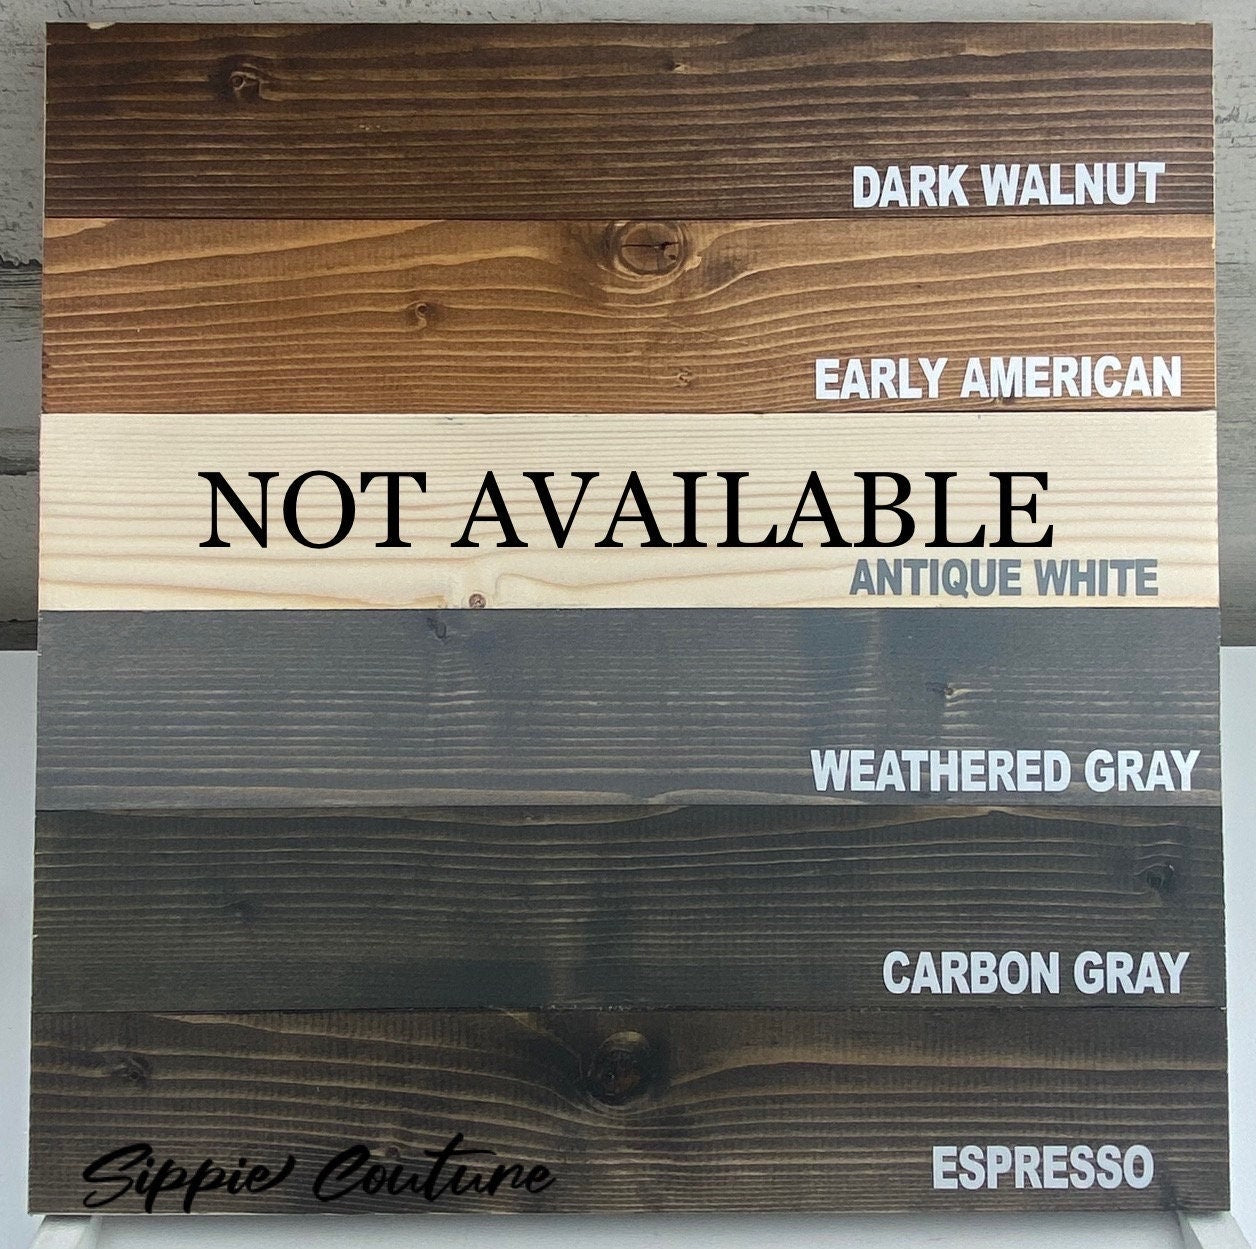 DARK WALNUT
EARLY AMERICAN
NOT AVAILABLE
ANTIQUE WHITE
WEATHERED GRAY
CARBON GRAY
ESPRESSO
Sippie Couture